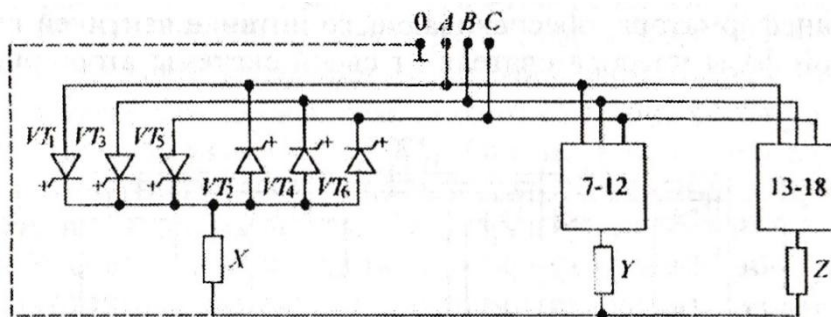 0 A B C
VT1 VT3 VT5
VT2 VT4 VT6
7-12
13-18
X
Y
Z